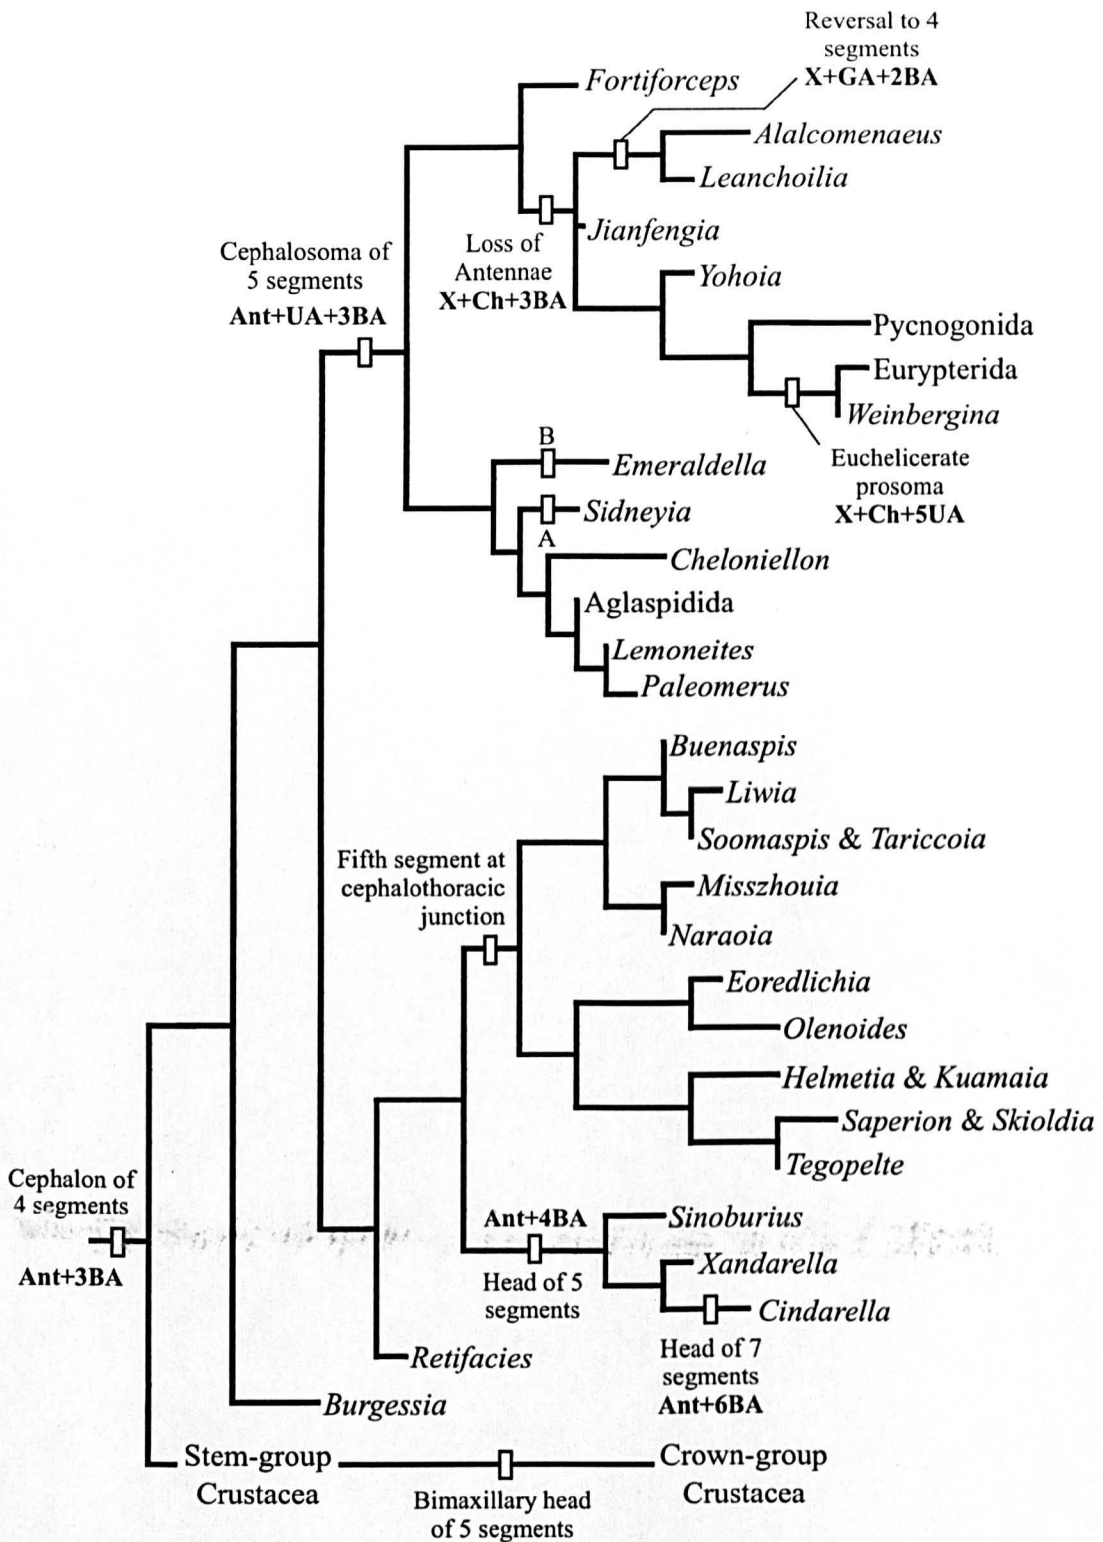 Reversal to 4
segments
X+GA+2BA
Fortiforceps
Alalcomenaeus
Leanchoilia
Jianfengia
Cephalosoma of
5 segments
Ant+UA+3BA
Loss of
Antennae
X+Ch+3BA
Yohoia
Pycnogonida
Eurypterida
Weinbergina
Euchelicerate
prosoma
X+Ch+5UA
B
Emeraldella
Sidneyia
A
Cheloniellon
Aglaspidida
Lemoneites
Paleomerus
Buenaspis
Liwia
Soomaspis & Tariccoia
Fifth segment at
cephalothoracic
junction
Misszhouia
Naraoia
Eoredlichia
Olenoides
Helmetia & Kuamaia
Saperion & Skioldia
Tegopelte
Cephalon of
4 segments
Ant+3BA
Ant+4BA
Head of 5
segments
Sinoburius
Xandarella
Cindarella
Head of 7
segments
Ant+6BA
Retifacies
Burgessia
Stem-group
Crustacea
Bimaxillary head
of 5 segments
Crown-group
Crustacea